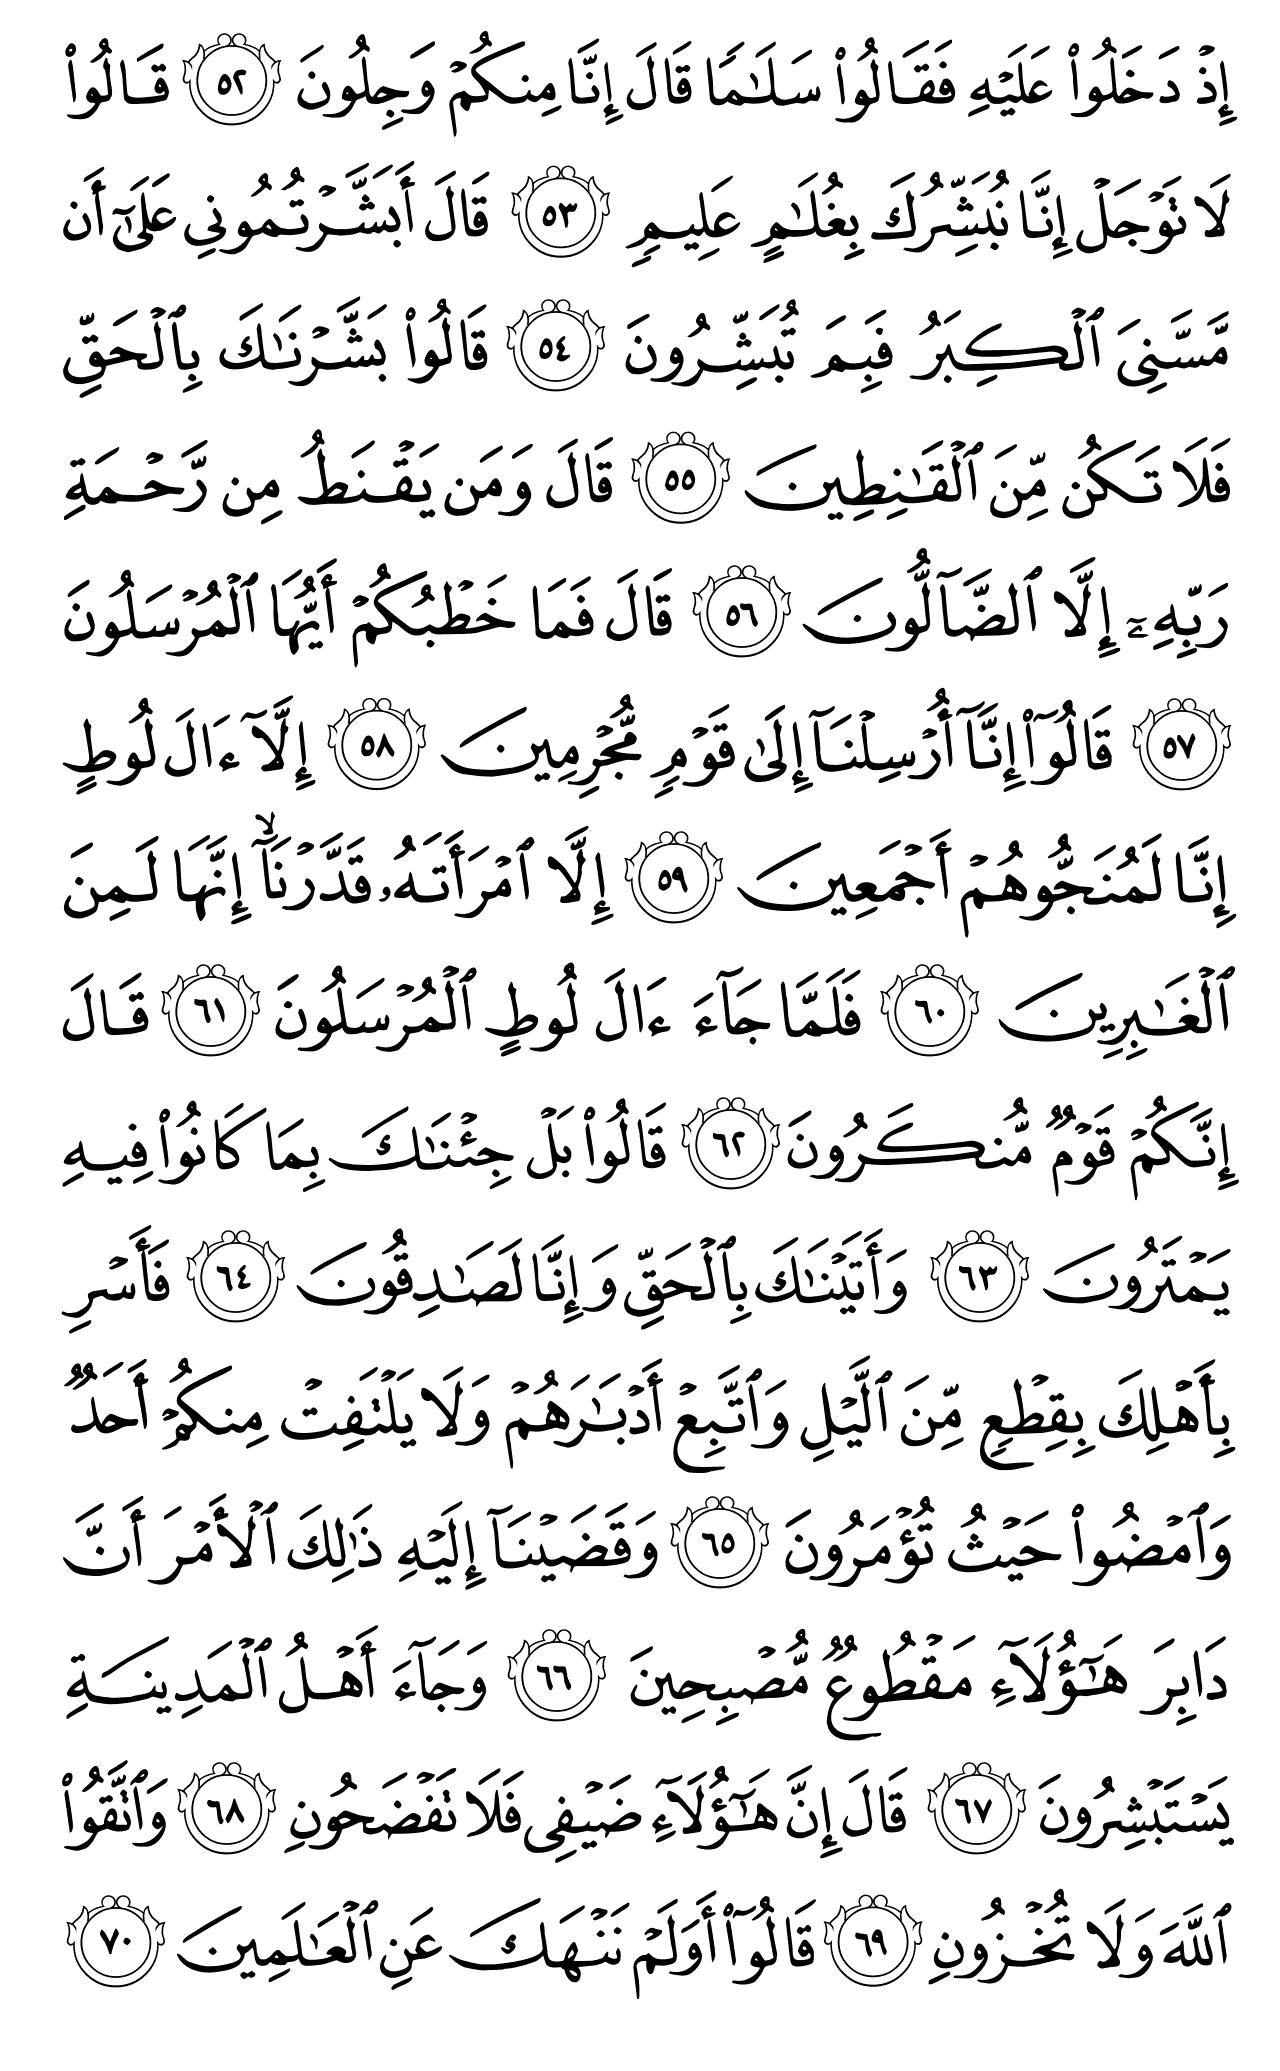 إِذْ دَخَلُوا۟ عَلَيْهِ فَقَالُوا۟ سَلَـٰمًا قَالَ إِنَّا مِنكُمْ وَجِلُونَ ٥٢ قَالُوا۟
لَا تَوْجَلْ إِنَّا نُبَشِّرُكَ بِغُلَـٰمٍ عَلِيمٍ ٥٣ قَالَ أَبَشَّرْتُمُونِى عَلَىٰٓ أَن
مَّسَّنِىَ ٱلْكِبَرُ فَبِمَ تُبَشِّرُونَ ٥٤ قَالُوا۟ بَشَّرْنَـٰكَ بِٱلْحَقِّ
فَلَا تَكُن مِّنَ ٱلْقَـٰنِطِينَ ٥٥ قَالَ وَمَن يَقْنَطُ مِن رَّحْمَةِ
رَبِّهِۦٓ إِلَّا ٱلضَّآلُّونَ ٥٦ قَالَ فَمَا خَطْبُكُمْ أَيُّهَا ٱلْمُرْسَلُونَ
٥٧ قَالُوٓا۟ إِنَّآ أُرْسِلْنَآ إِلَىٰ قَوْمٍ مُّجْرِمِينَ ٥٨ إِلَّآ ءَالَ لُوطٍ
إِنَّا لَمُنَجُّوهُمْ أَجْمَعِينَ ٥٩ إِلَّا ٱمْرَأَتَهُۥ قَدَّرْنَآ ۙ إِنَّهَا لَمِنَ
ٱلْغَـٰبِرِينَ ٦٠ فَلَمَّا جَآءَ ءَالَ لُوطٍ ٱلْمُرْسَلُونَ ٦١ قَالَ
إِنَّكُمْ قَوْمٌ مُّنكَرُونَ ٦٢ قَالُوا۟ بَلْ جِئْنَـٰكَ بِمَا كَانُوا۟ فِيهِ
يَمْتَرُونَ ٦٣ وَأَتَيْنَـٰكَ بِٱلْحَقِّ وَإِنَّا لَصَـٰدِقُونَ ٦٤ فَأَسْرِ
بِأَهْلِكَ بِقِطْعٍ مِّنَ ٱلَّيْلِ وَٱتَّبِعْ أَدْبَـٰرَهُمْ وَلَا يَلْتَفِتْ مِنكُمْ أَحَدٌ
وَٱمْضُوا۟ حَيْثُ تُؤْمَرُونَ ٦٥ وَقَضَيْنَآ إِلَيْهِ ذَٰلِكَ ٱلْأَمْرَ أَنَّ
دَابِرَ هَـٰٓؤُلَآءِ مَقْطُوعٌ مُّصْبِحِينَ ٦٦ وَجَآءَ أَهْلُ ٱلْمَدِينَةِ
يَسْتَبْشِرُونَ ٦٧ قَالَ إِنَّ هَـٰٓؤُلَآءِ ضَيْفِى فَلَا تَفْضَحُونِ ٦٨ وَٱتَّقُوا۟
ٱللَّهَ وَلَا تُخْزُونِ ٦٩ قَالُوٓا۟ أَوَلَمْ نَنْهَكَ عَنِ ٱلْعَـٰلَمِينَ ٧٠